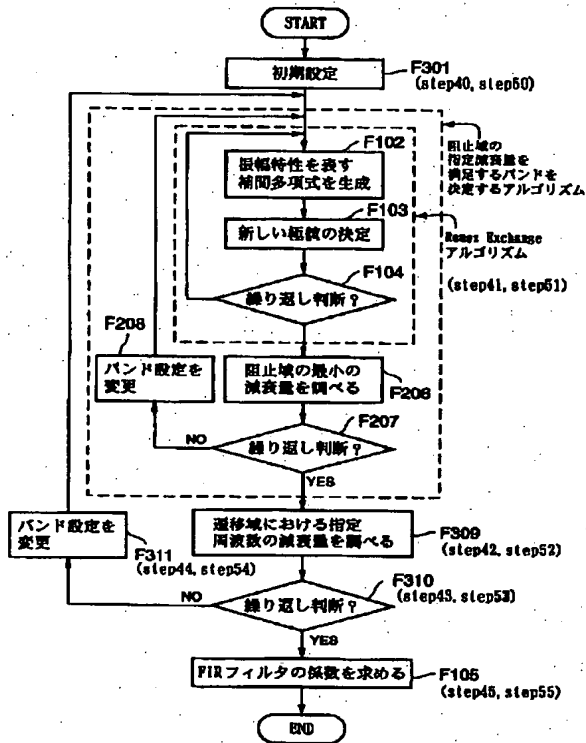 START
初期設定
F301
(step40, step50)
阻止域の
指定減衰量を
満足するバンドを
決定するアルゴリズム
F102
振幅特性を表す
補間多項式を生成
F103
新しい極値の決定
Remez Exchange
アルゴリズム
(step41, step51)
F104
繰り返し判断？
F208
バンド設定を
変更
阻止域の最小の
減衰量を調べる
F206
F207
NO
繰り返し判断？
YES
遷移域における指定
周波数の減衰量を調べる
F309
(step42, step52)
バンド設定を
変更
F311
(step44, step54)
F310
(step43, step53)
NO
繰り返し判断？
YES
FIRフィルタの係数を求める
F105
(step45, step55)
END